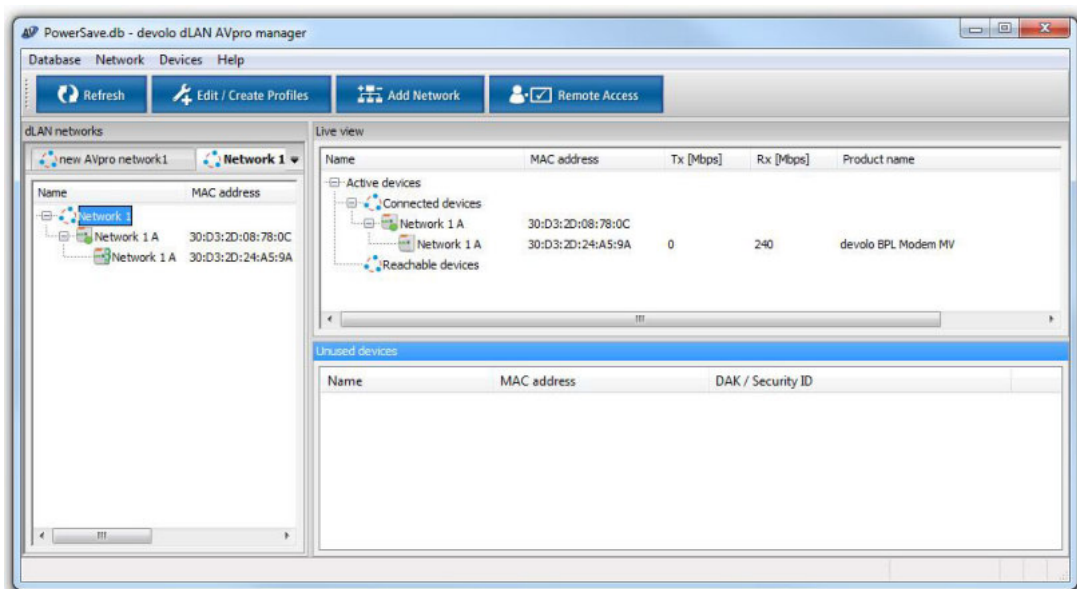 PowerSave.db - devolo dLAN AVpro manager
Database Network Devices Help
Refresh Edit / Create Profiles Add Network Remote Access
dLAN networks
new AVpro network1 Network 1
Name MAC address
Network 1
Network 1 A 30:D3:2D:08:78:0C
Network 1 A 30:D3:2D:24:A5:9A
Live view
Name MAC address Tx [Mbps] Rx [Mbps] Product name
Active devices
Connected devices
Network 1 A 30:D3:2D:08:78:0C
Network 1 A 30:D3:2D:24:A5:9A 0 240 devolo BPL Modem MV
Reachable devices
Unused devices
Name MAC address DAK / Security ID